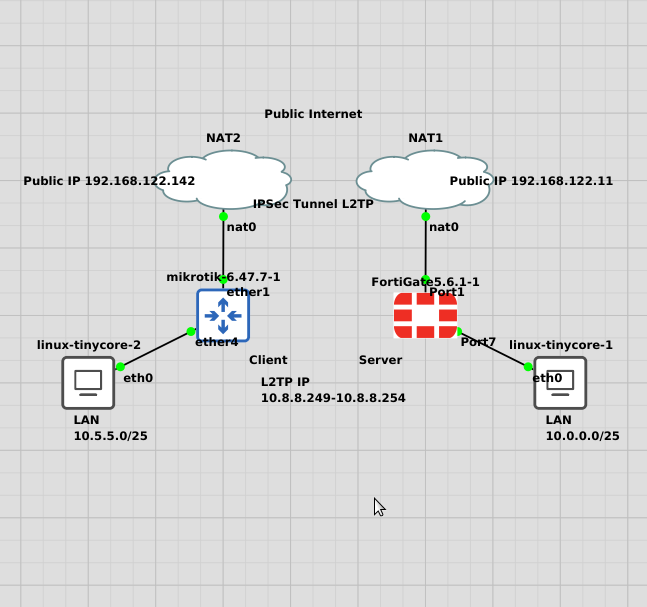 Public Internet
NAT2
NAT1
Public IP 192.168.122.142
Public IP 192.168.122.11
IPSec Tunnel L2TP
nat0
nat0
mikrotik-6.47.7-1
ether1
FortiGate5.6.1-1
Port1
linux-tinycore-2
ether4
Port7
linux-tinycore-1
Client
Server
eth0
eth0
L2TP IP
10.8.8.249-10.8.8.254
LAN
10.5.5.0/25
LAN
10.0.0.0/25